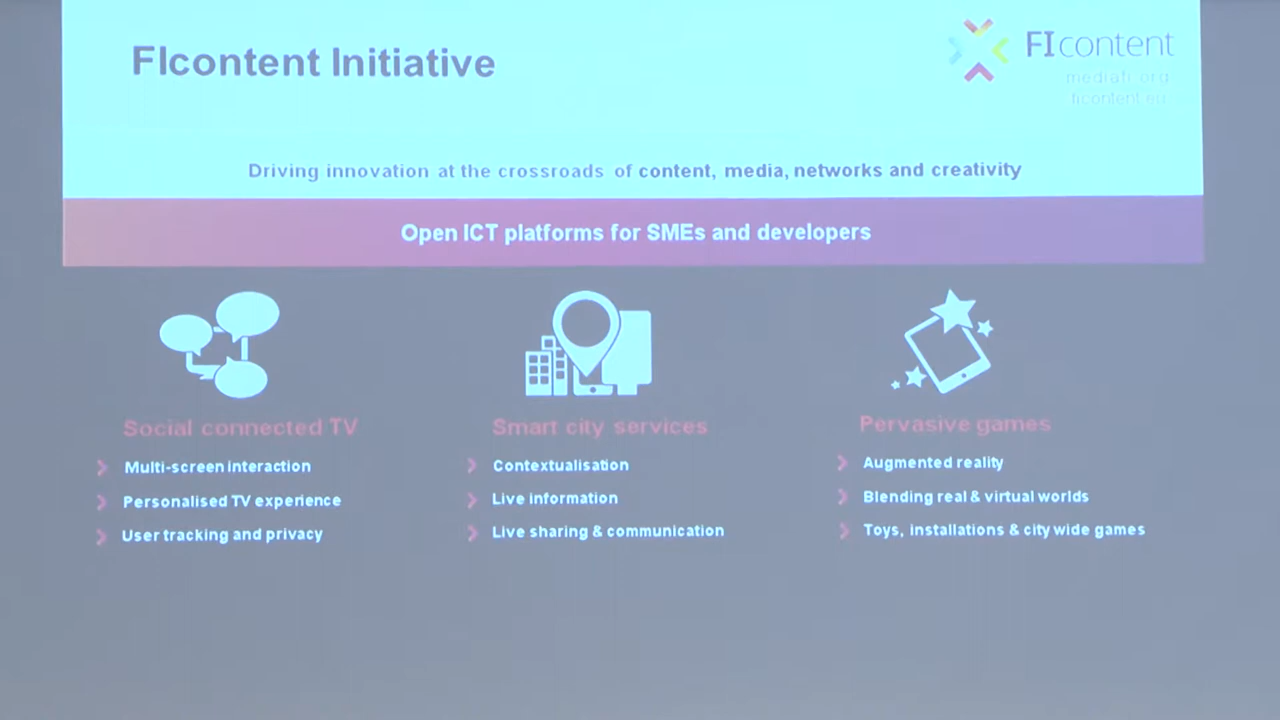 FIcontent Initiative
FIcontent
mediafi.org
ficontent.eu
Driving innovation at the crossroads of content, media, networks and creativity
Open ICT platforms for SMEs and developers
Social connected TV
Multi-screen interaction
Personalised TV experience
User tracking and privacy
Smart city services
Contextualisation
Live information
Live sharing & communication
Pervasive games
Augmented reality
Blending real & virtual worlds
Toys, installations & city wide games